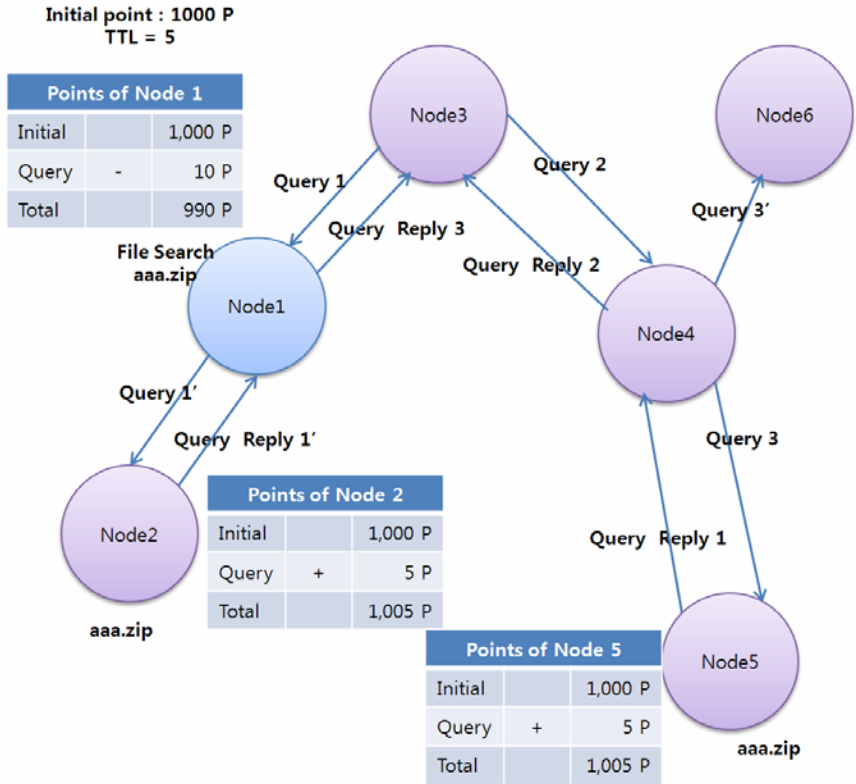 Initial point : 1000 P
TTL = 5
Points of Node 1
Initial 1,000 P
Query - 10 P
Total 990 P
Node3
Node6
Query 1
Query 2
Query 3′
Query Reply 3
Query Reply 2
File Search
aaa.zip
Node1
Node4
Query 1′
Query Reply 1′
Query 3
Points of Node 2
Initial 1,000 P
Query + 5 P
Total 1,005 P
Node2
aaa.zip
Query Reply 1
Points of Node 5
Initial 1,000 P
Query + 5 P
Total 1,005 P
Node5
aaa.zip